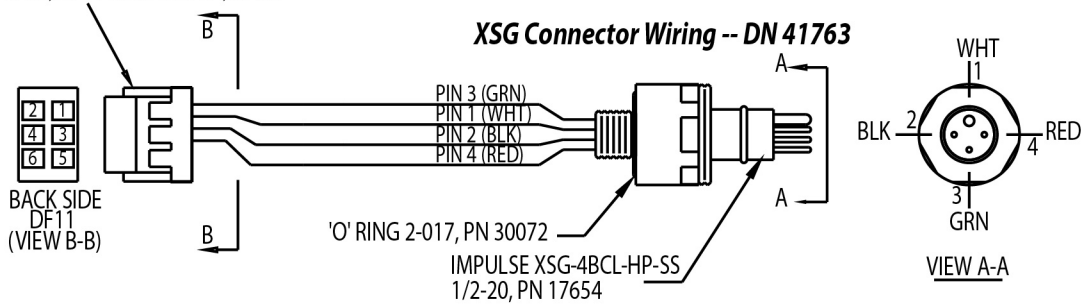 XSG Connector Wiring -- DN 41763
B
A
WHT
1
PIN 3 (GRN)
PIN 1 (WHT)
PIN 2 (BLK)
PIN 4 (RED)
2 1
4 3
6 5
BACK SIDE
DF11
(VIEW B-B)
B
'O' RING 2-017, PN 30072
IMPULSE XSG-4BCL-HP-SS
1/2-20, PN 17654
A
BLK
2
RED
4
3
GRN
VIEW A-A